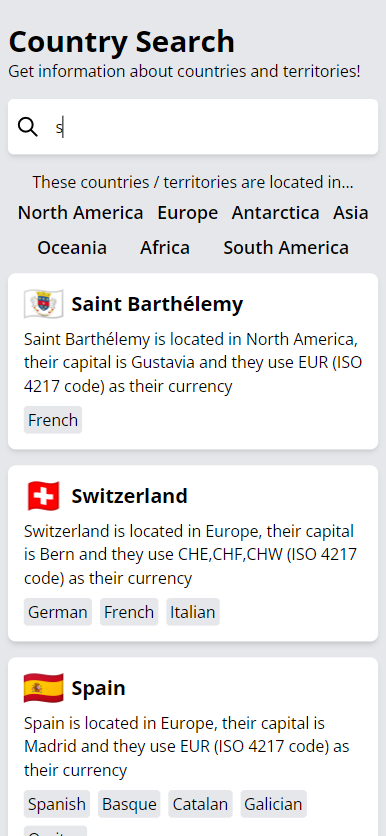 Country Search
Get information about countries and territories!
s
These countries / territories are located in...
North America Europe Antarctica Asia
Oceania Africa South America
Saint Barthélemy
Saint Barthélemy is located in North America,
their capital is Gustavia and they use EUR (ISO
4217 code) as their currency
French
Switzerland
Switzerland is located in Europe, their capital
is Bern and they use CHE,CHF,CHW (ISO 4217
code) as their currency
German French Italian
Spain
Spain is located in Europe, their capital is
Madrid and they use EUR (ISO 4217 code) as
their currency
Spanish Basque Catalan Galician